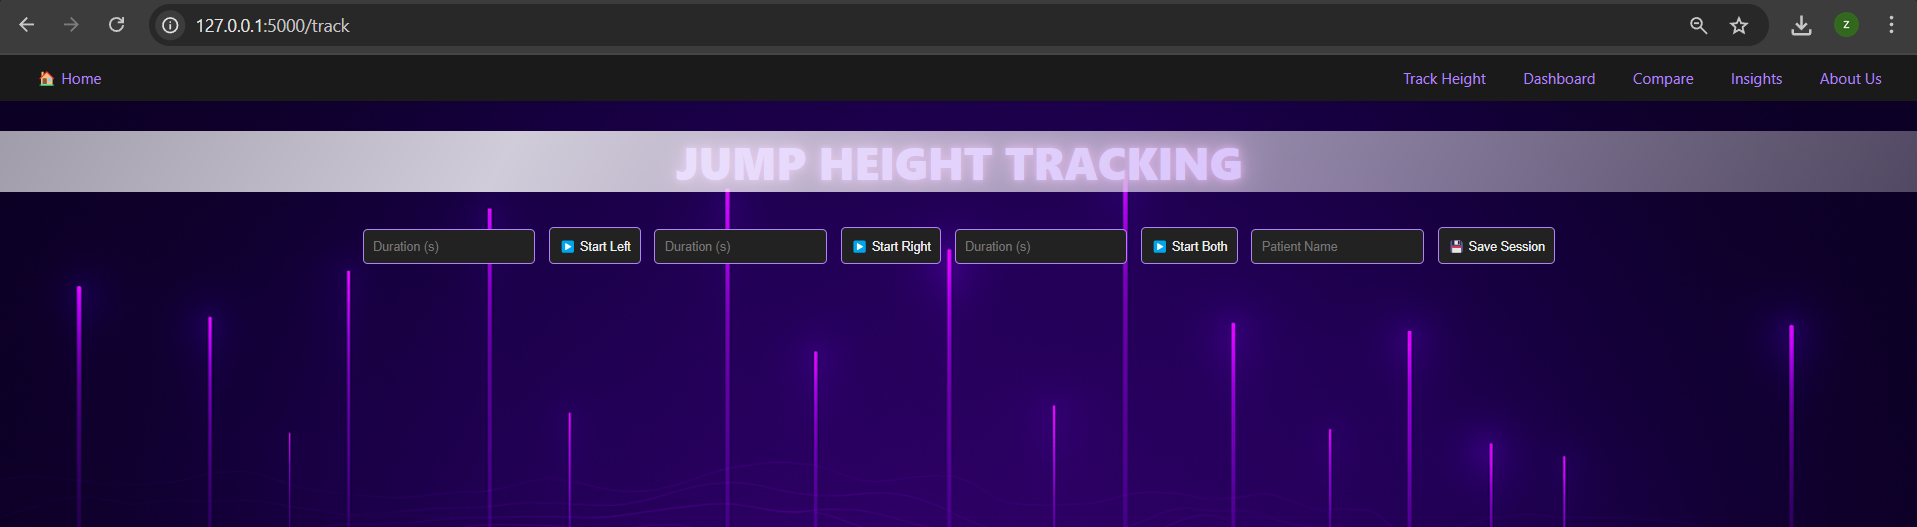 127.0.0.1:5000/track
Z
Home Track Height Dashboard Compare Insights About Us
JUMP HEIGHT TRACKING
Duration (s) Start Left Duration (s) Start Right Duration (s) Start Both Patient Name Save Session